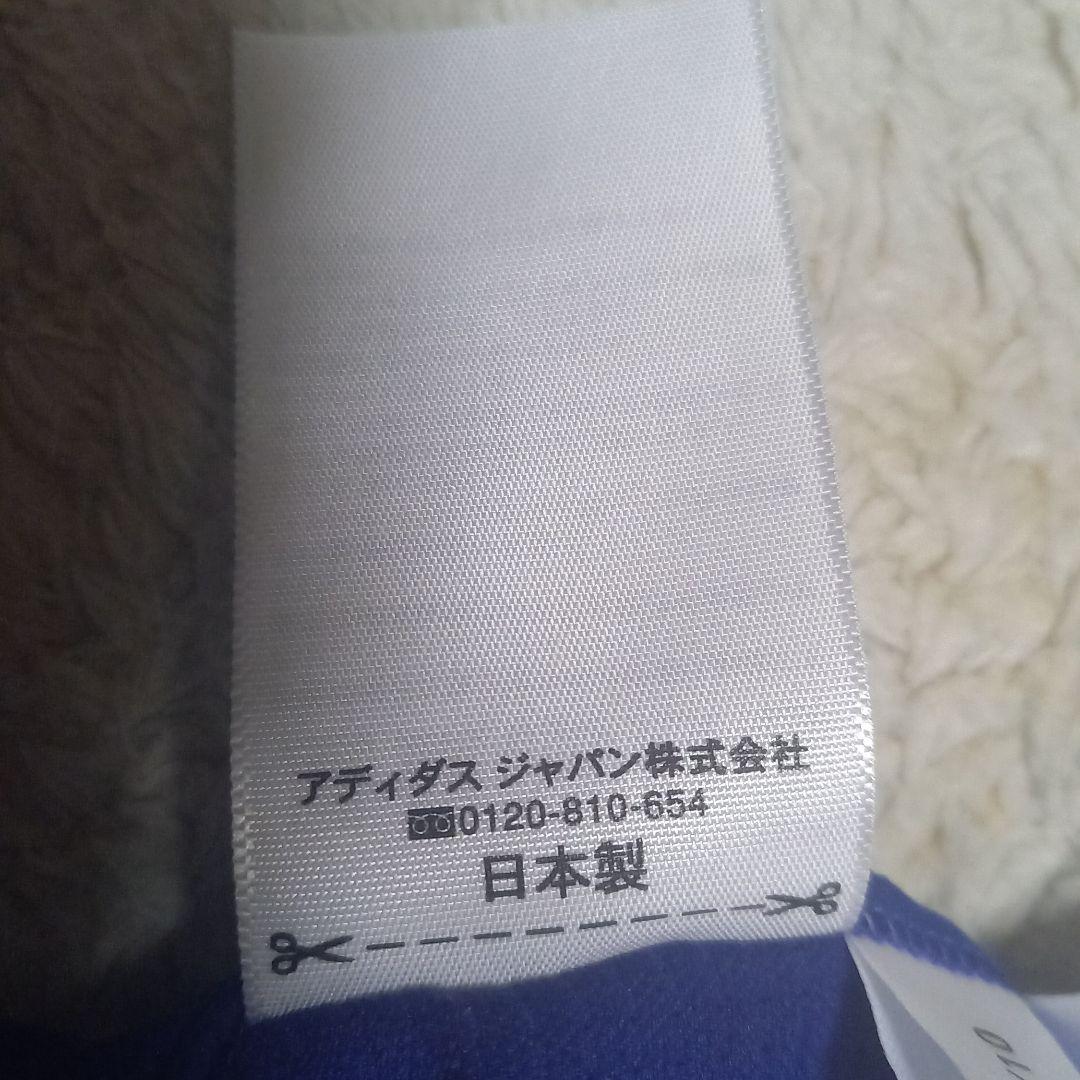 アディダス ジャパン株式会社
0120-810-654
日本製